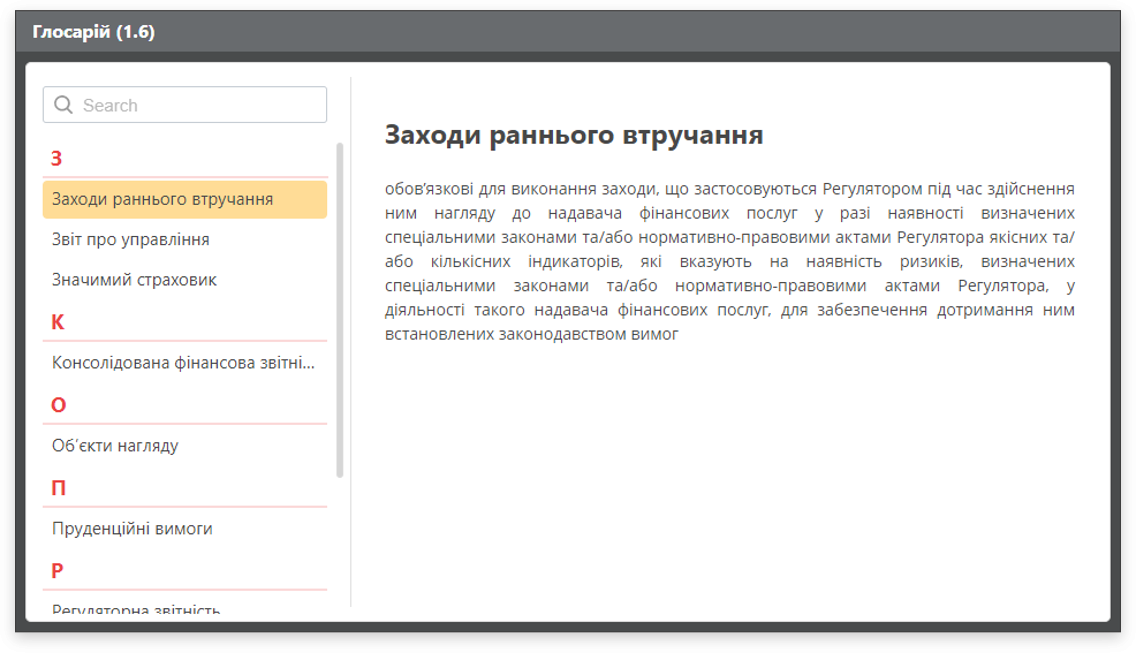 Глосарій (1.6)
Search
З
Заходи раннього втручання
Звіт про управління
Значимий страховик
К
Консолідована фінансова звітні...
О
Об’єкти нагляду
П
Пруденційні вимоги
Р
Регуляторна звітність
Заходи раннього втручання
обов’язкові для виконання заходи, що застосовуються Регулятором під час здійснення
ним нагляду до надавача фінансових послуг у разі наявності визначених
спеціальними законами та/або нормативно-правовими актами Регулятора якісних та/
або кількісних індикаторів, які вказують на наявність ризиків, визначених
спеціальними законами та/або нормативно-правовими актами Регулятора, у
діяльності такого надавача фінансових послуг, для забезпечення дотримання ним
встановлених законодавством вимог